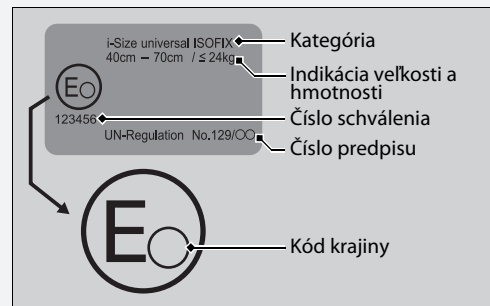 i-Size universal ISOFIX
40cm – 70cm / ≤ 24kg
E
123456
UN-Regulation No.129/○○
Kategória
Indikácia veľkosti a
hmotnosti
Číslo schválenia
Číslo predpisu
E
Kód krajiny